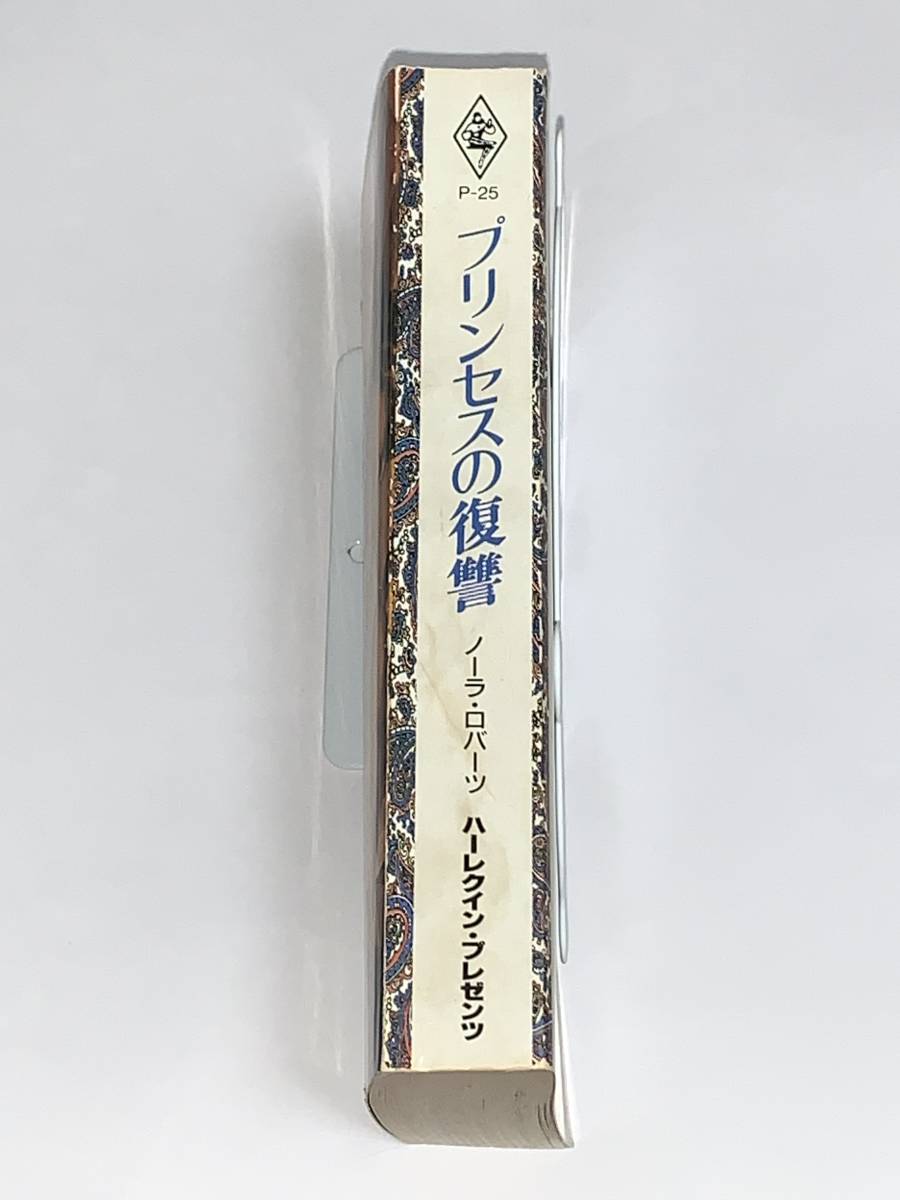 P-25
プリンセスの復讐
ノーラ・ロバーツ
ハーレクイン・プレゼンツ